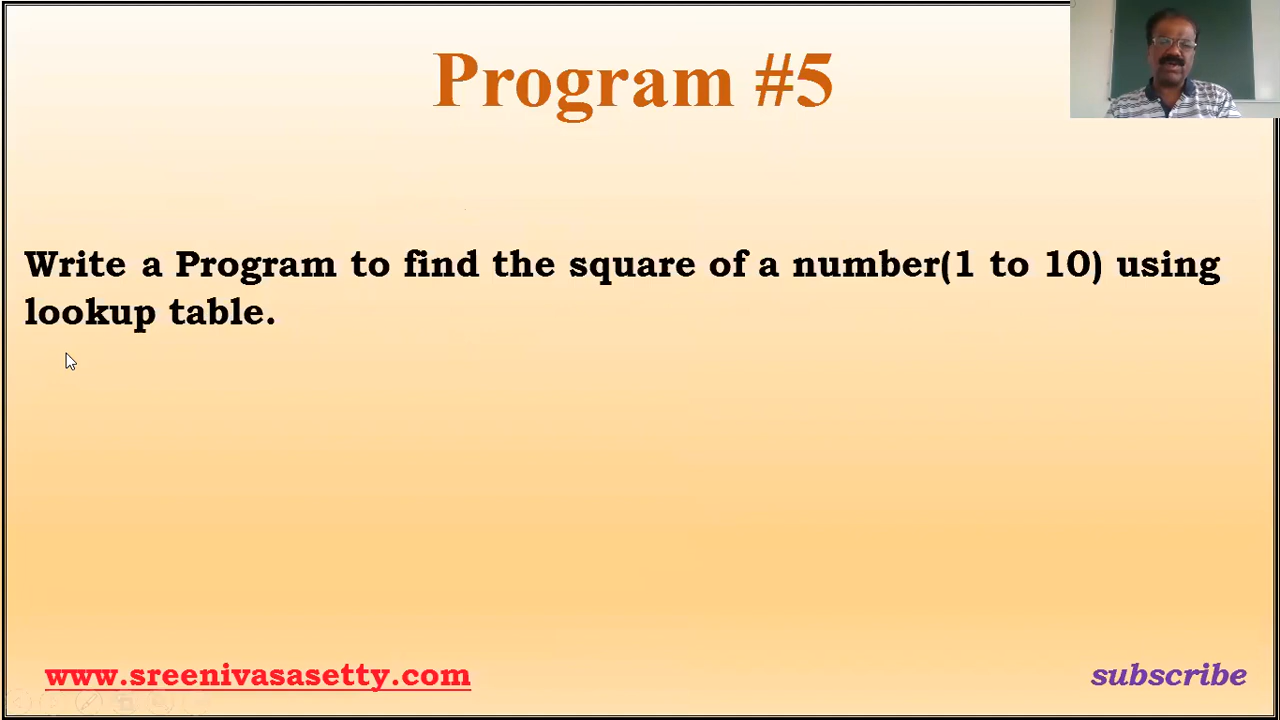 Program #5
Write a Program to find the square of a number(1 to 10) using
lookup table.
www.sreenivasasetty.com
subscribe